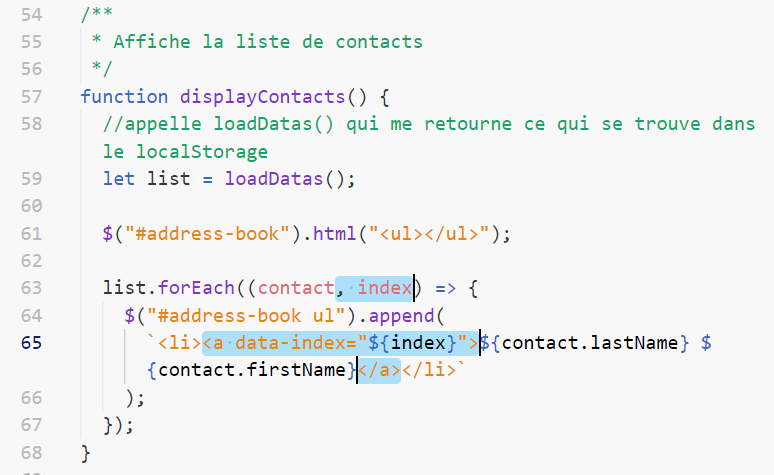 54 /**
55 * Affiche la liste de contacts
56 */
57 function displayContacts() {
58 //appelle loadDatas() qui me retourne ce qui se trouve dans
le localStorage
59 let list = loadDatas();
60
61 $("#address-book").html("<ul></ul>");
62
63 list.forEach((contact, index) => {
64 $("#address-book ul").append(
65 `<li><a data-index="${index}">${contact.lastName} $
{contact.firstName}</a></li>`
66 );
67 });
68 }